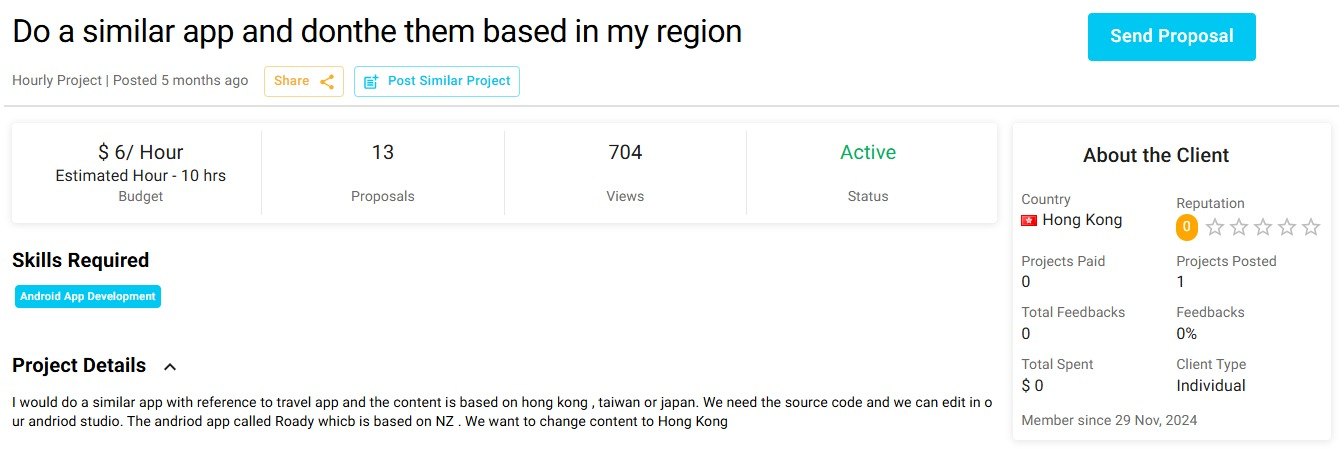 Do a similar app and donthe them based in my region
Send Proposal
Hourly Project | Posted 5 months ago
Share
Post Similar Project
$ 6/ Hour
Estimated Hour - 10 hrs
Budget
13
Proposals
704
Views
Active
Status
Skills Required
Android App Development
Project Details
I would do a similar app with reference to travel app and the content is based on hong kong , taiwan or japan. We need the source code and we can edit in o
ur andriod studio. The andriod app called Roady whicb is based on NZ . We want to change content to Hong Kong
About the Client
Country
Hong Kong
Reputation
0
Projects Paid
0
Projects Posted
1
Total Feedbacks
0
Feedbacks
0%
Total Spent
$ 0
Client Type
Individual
Member since 29 Nov, 2024